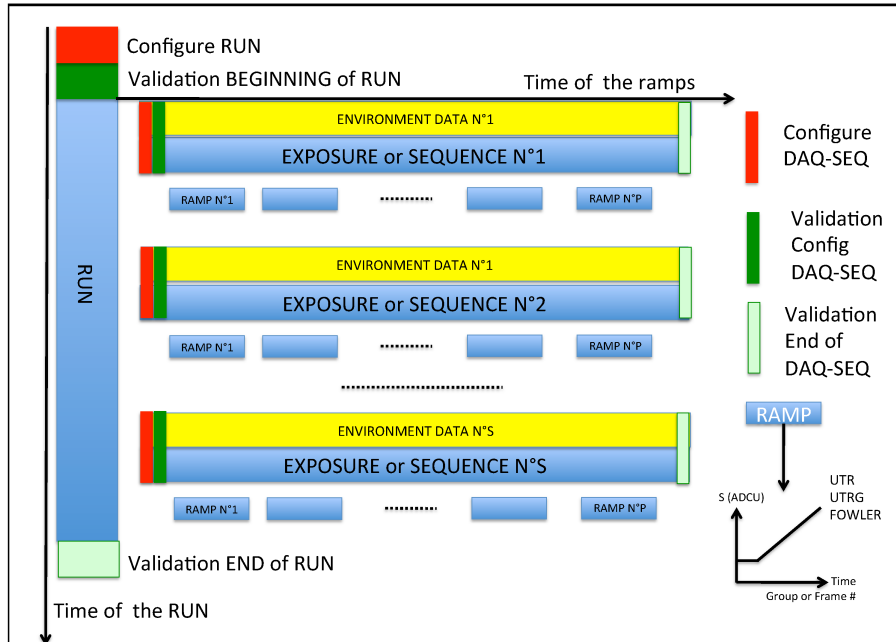 Configure RUN
Validation BEGINNING of RUN
Time of the ramps
ENVIRONMENT DATA N°1
EXPOSURE or SEQUENCE N°1
RAMP N°1
RAMP N°P
ENVIRONMENT DATA N°1
EXPOSURE or SEQUENCE N°2
RAMP N°1
RAMP N°P
ENVIRONMENT DATA N°S
EXPOSURE or SEQUENCE N°S
RAMP N°1
RAMP N°P
RUN
Validation END of RUN
Time of the RUN
Configure
DAQ-SEQ
Validation
Config
DAQ-SEQ
Validation
End of
DAQ-SEQ
RAMP
S (ADCU)
UTR
UTRG
FOWLER
Time
Group or Frame #